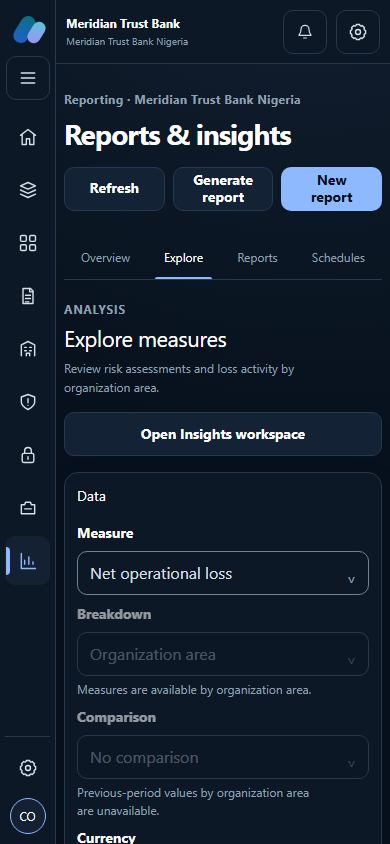 Meridian Trust Bank
Meridian Trust Bank Nigeria
Reporting · Meridian Trust Bank Nigeria
Reports & insights
Refresh
Generate
report
New
report
Overview
Explore
Reports
Schedules
ANALYSIS
Explore measures
Review risk assessments and loss activity by
organization area.
Open Insights workspace
Data
Measure
Net operational loss
Breakdown
Organization area
Measures are available by organization area.
Comparison
No comparison
Previous-period values by organization area
are unavailable.
CO
Currency